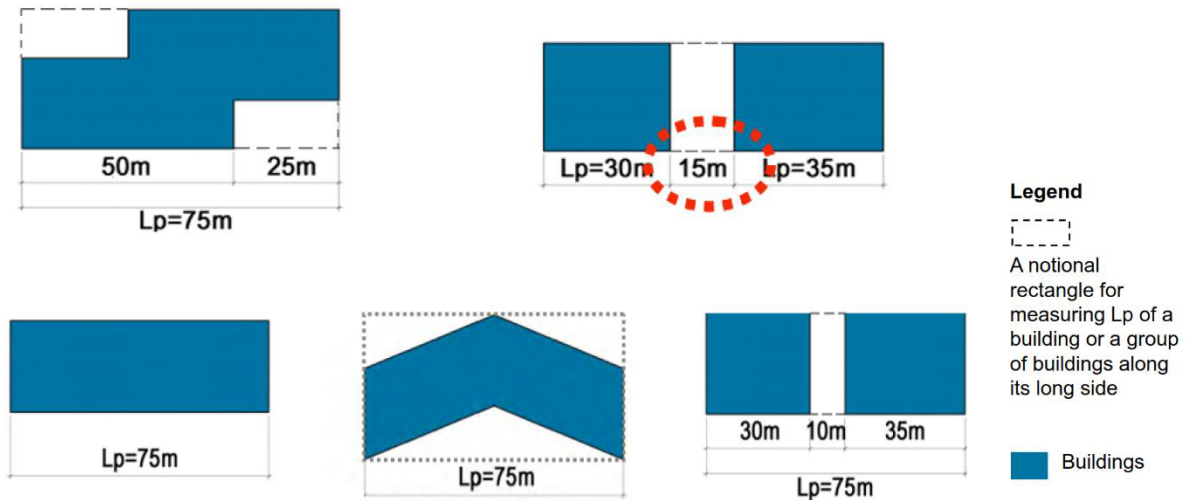 50m
25m
Lp=75m
Lp=30m
15m
Lp=35m
Legend
A notional
rectangle for
measuring Lp of a
building or a group
of buildings along
its long side
Lp=75m
Lp=75m
30m
10m
35m
Lp=75m
Buildings